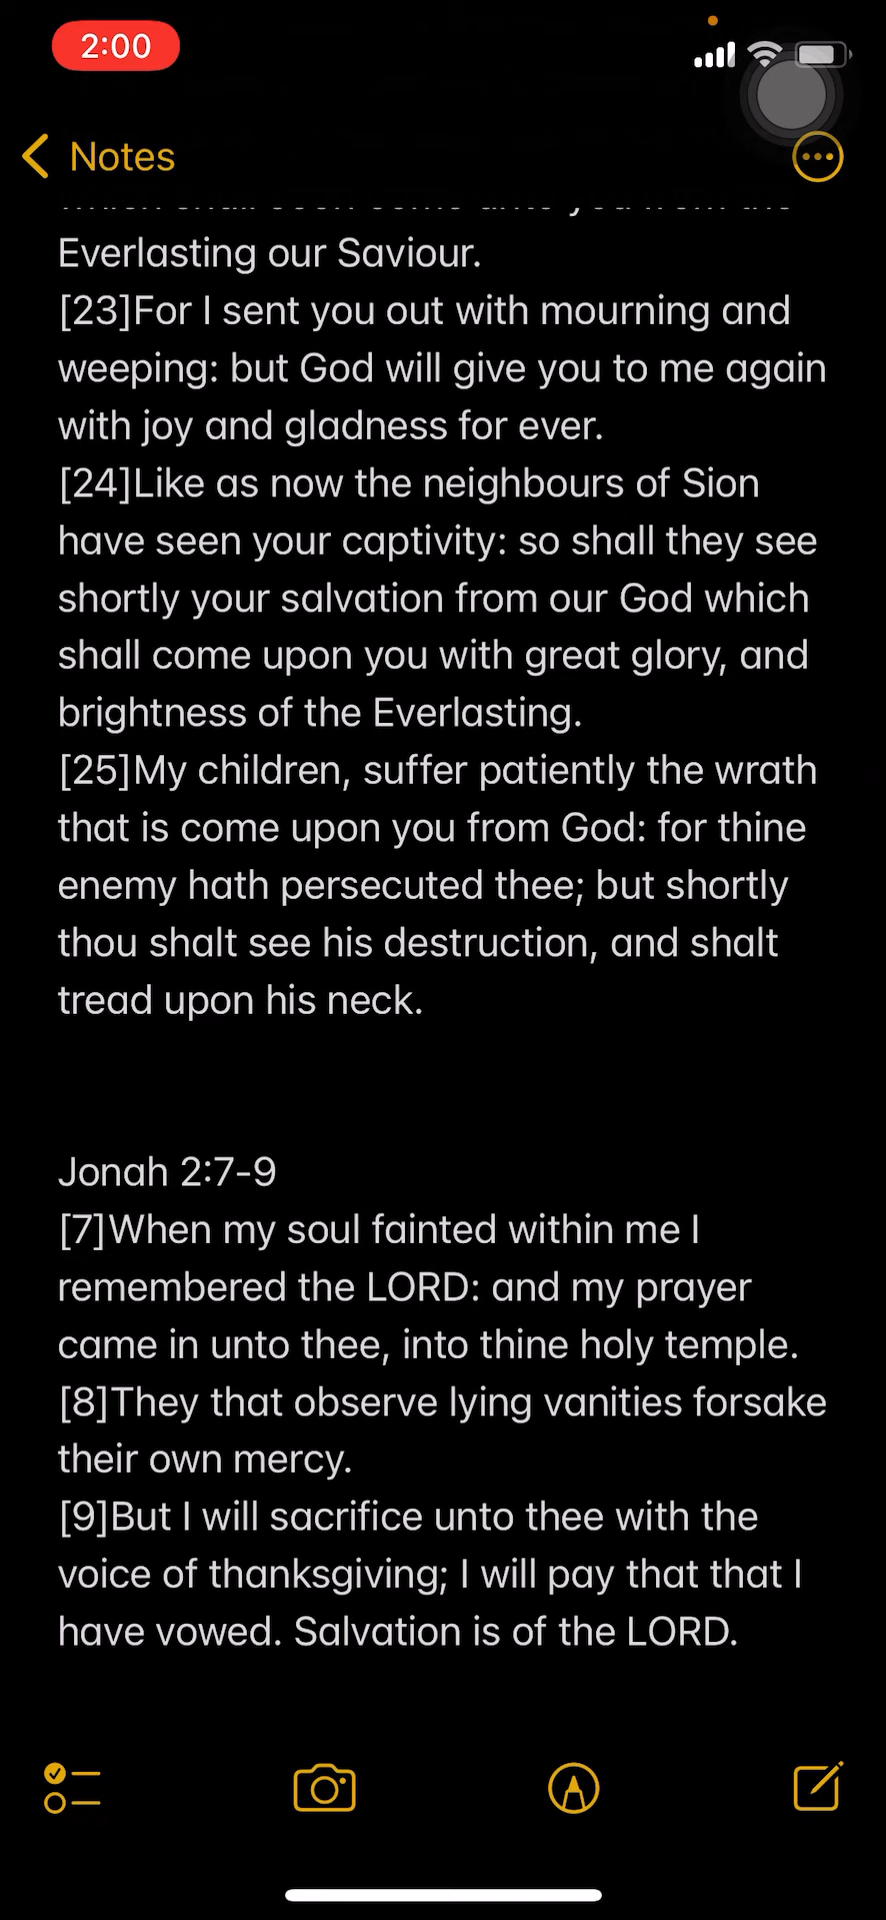 2:00
Notes
Everlasting our Saviour.
[23]For I sent you out with mourning and
weeping: but God will give you to me again
with joy and gladness for ever.
[24]Like as now the neighbours of Sion
have seen your captivity: so shall they see
shortly your salvation from our God which
shall come upon you with great glory, and
brightness of the Everlasting.
[25]My children, suffer patiently the wrath
that is come upon you from God: for thine
enemy hath persecuted thee; but shortly
thou shalt see his destruction, and shalt
tread upon his neck.
Jonah 2:7-9
[7]When my soul fainted within me I
remembered the LORD: and my prayer
came in unto thee, into thine holy temple.
[8]They that observe lying vanities forsake
their own mercy.
[9]But I will sacrifice unto thee with the
voice of thanksgiving; I will pay that that I
have vowed. Salvation is of the LORD.